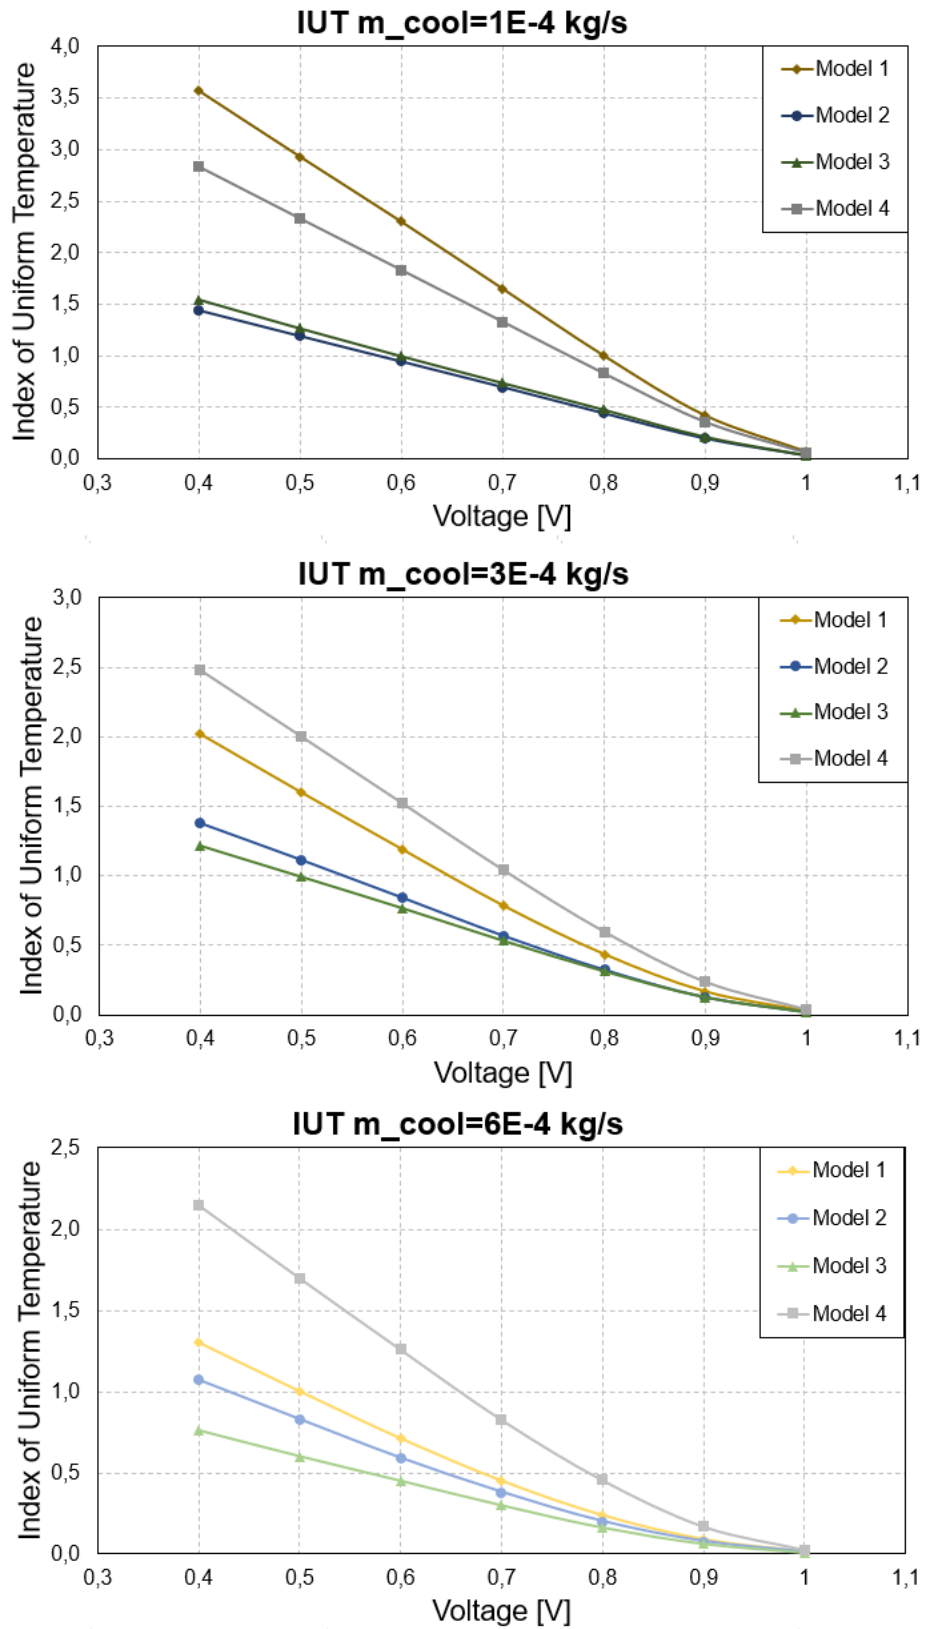 IUT m_cool=1E-4 kg/s
Index of Uniform Temperature
4,0
3,5
3,0
2,5
2,0
1,5
1,0
0,5
0,0
Model 1
Model 2
Model 3
Model 4
0,3 0,4 0,5 0,6 0,7 0,8 0,9 1 1,1
Voltage [V]
IUT m_cool=3E-4 kg/s
Index of Uniform Temperature
3,0
2,5
2,0
1,5
1,0
0,5
0,0
Model 1
Model 2
Model 3
Model 4
0,3 0,4 0,5 0,6 0,7 0,8 0,9 1 1,1
Voltage [V]
IUT m_cool=6E-4 kg/s
Index of Uniform Temperature
2,5
2,0
1,5
1,0
0,5
0,0
Model 1
Model 2
Model 3
Model 4
0,3 0,4 0,5 0,6 0,7 0,8 0,9 1 1,1
Voltage [V]